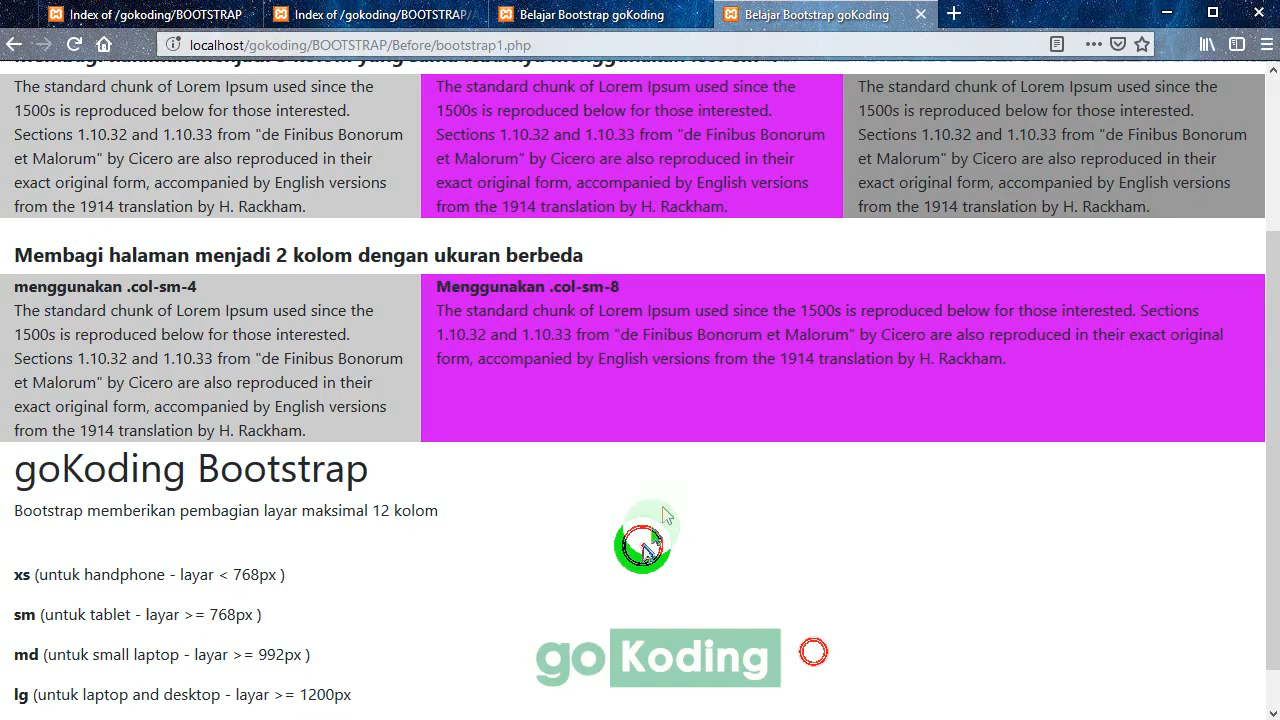 Index of /gokoding/BOOTSTRAP
Index of /gokoding/BOOTSTRAP/
Belajar Bootstrap goKoding
Belajar Bootstrap goKoding
localhost/gokoding/BOOTSTRAP/Before/bootstrap1.php
The standard chunk of Lorem Ipsum used since the
1500s is reproduced below for those interested.
Sections 1.10.32 and 1.10.33 from "de Finibus Bonorum
et Malorum" by Cicero are also reproduced in their
exact original form, accompanied by English versions
from the 1914 translation by H. Rackham.
The standard chunk of Lorem Ipsum used since the
1500s is reproduced below for those interested.
Sections 1.10.32 and 1.10.33 from "de Finibus Bonorum
et Malorum" by Cicero are also reproduced in their
exact original form, accompanied by English versions
from the 1914 translation by H. Rackham.
The standard chunk of Lorem Ipsum used since the
1500s is reproduced below for those interested.
Sections 1.10.32 and 1.10.33 from "de Finibus Bonorum
et Malorum" by Cicero are also reproduced in their
exact original form, accompanied by English versions
from the 1914 translation by H. Rackham.
Membagi halaman menjadi 2 kolom dengan ukuran berbeda
menggunakan .col-sm-4
The standard chunk of Lorem Ipsum used since the
1500s is reproduced below for those interested.
Sections 1.10.32 and 1.10.33 from "de Finibus Bonorum
et Malorum" by Cicero are also reproduced in their
exact original form, accompanied by English versions
from the 1914 translation by H. Rackham.
Menggunakan .col-sm-8
The standard chunk of Lorem Ipsum used since the 1500s is reproduced below for those interested. Sections
1.10.32 and 1.10.33 from "de Finibus Bonorum et Malorum" by Cicero are also reproduced in their exact original
form, accompanied by English versions from the 1914 translation by H. Rackham.
goKoding Bootstrap
Bootstrap memberikan pembagian layar maksimal 12 kolom
xs (untuk handphone - layar < 768px )
sm (untuk tablet - layar >= 768px )
md (untuk small laptop - layar >= 992px )
lg (untuk laptop and desktop - layar >= 1200px
go Koding